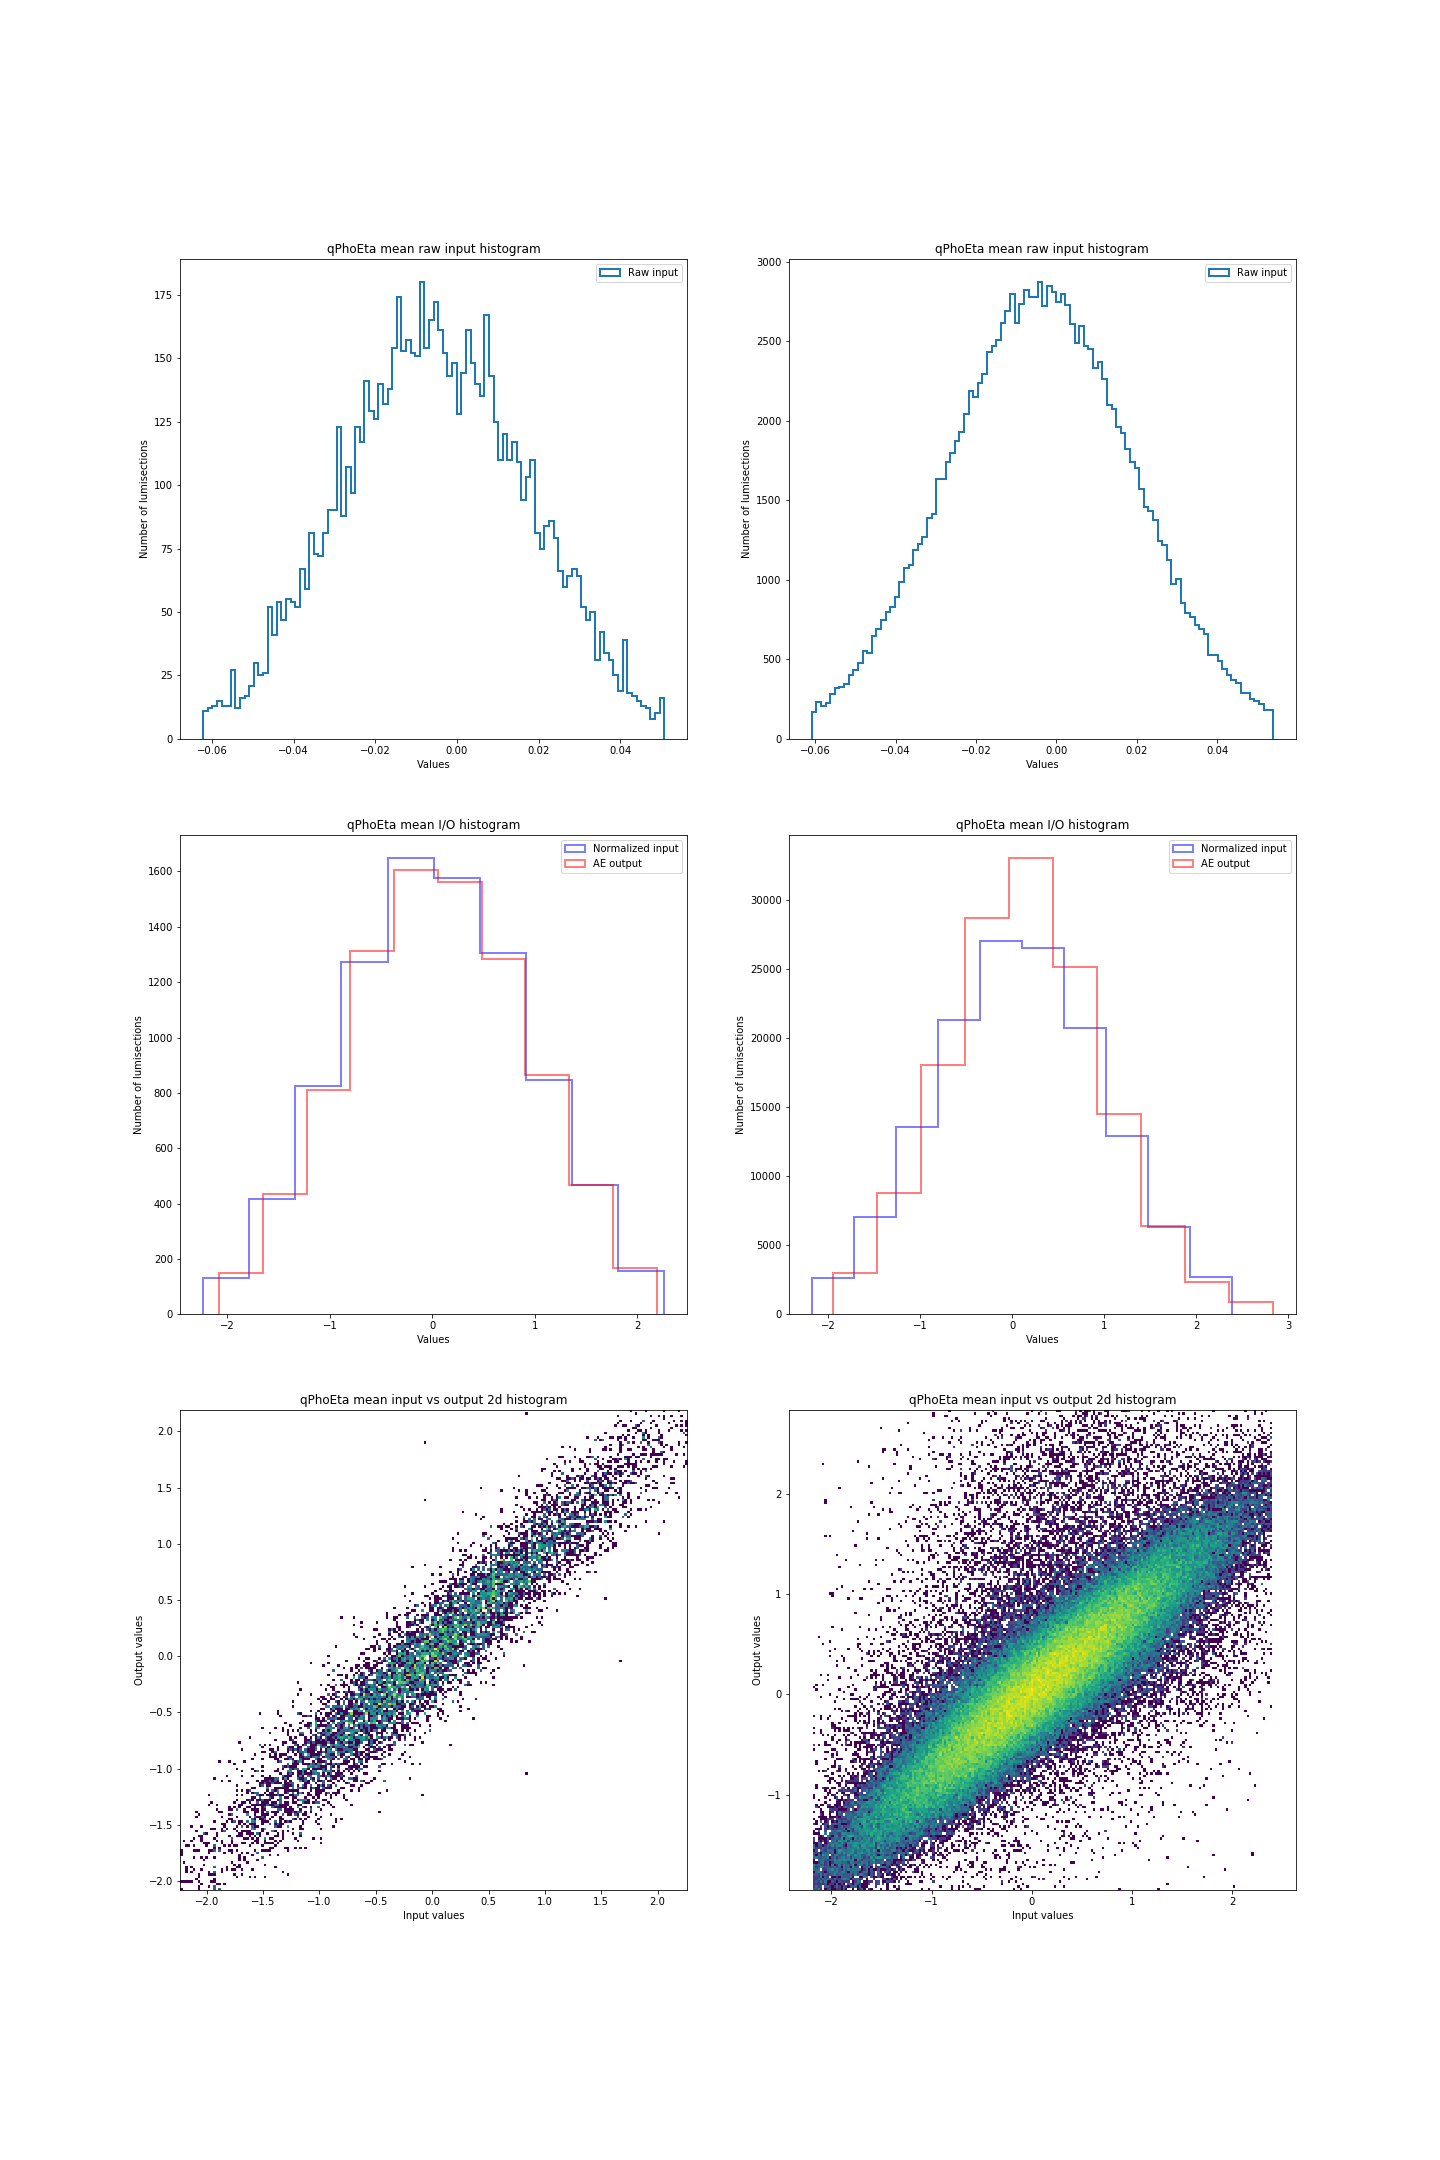 qPhoEta mean raw input histogram
Raw input
175
150
125
100
75
50
25
0
Number of lumisections
−0.06 −0.04 −0.02 0.00 0.02 0.04
Values
qPhoEta mean raw input histogram
Raw input
3000
2500
2000
1500
1000
500
0
Number of lumisections
−0.06 −0.04 −0.02 0.00 0.02 0.04
Values
qPhoEta mean I/O histogram
Normalized input
AE output
1600
1400
1200
1000
800
600
400
200
0
Number of lumisections
−2 −1 0 1 2
Values
qPhoEta mean I/O histogram
Normalized input
AE output
30000
25000
20000
15000
10000
5000
0
Number of lumisections
−2 −1 0 1 2 3
Values
qPhoEta mean input vs output 2d histogram
2.0
1.5
1.0
0.5
0.0
−0.5
−1.0
−1.5
−2.0
Output values
−2.0 −1.5 −1.0 −0.5 0.0 0.5 1.0 1.5 2.0
Input values
qPhoEta mean input vs output 2d histogram
2
1
0
−1
Output values
−2 −1 0 1 2
Input values